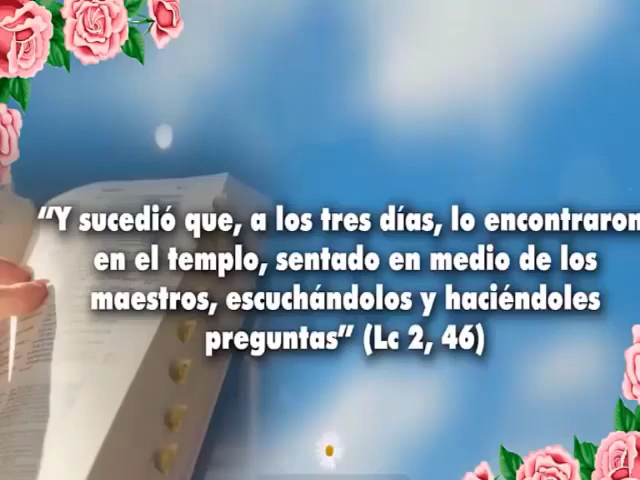 “Y sucedió que, a los tres días, lo encontraron
en el templo, sentado en medio de los
maestros, escuchándolos y haciéndoles
preguntas” (Lc 2, 46)